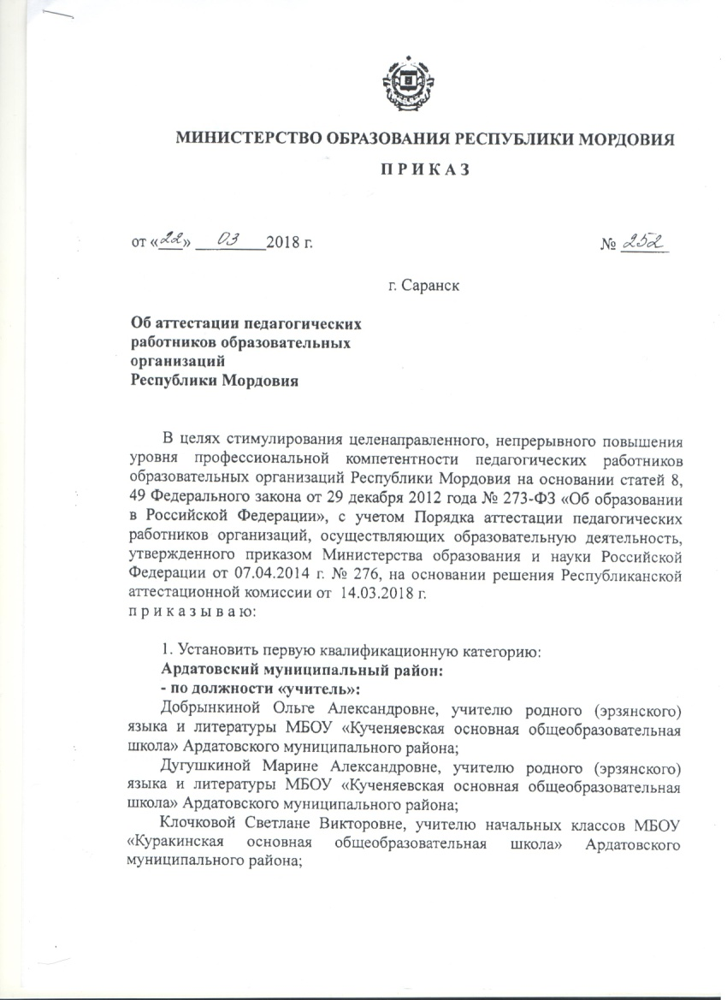 МИНИСТЕРСТВО ОБРАЗОВАНИЯ РЕСПУБЛИКИ МОРДОВИЯ
П Р И К А З
от «22» 03 2018 г. № 252
г. Саранск
Об аттестации педагогических
работников образовательных
организаций
Республики Мордовия
В целях стимулирования целенаправленного, непрерывного повышения
уровня профессиональной компетентности педагогических работников
образовательных организаций Республики Мордовия на основании статей 8,
49 Федерального закона от 29 декабря 2012 года № 273-ФЗ «Об образовании
в Российской Федерации», с учетом Порядка аттестации педагогических
работников организаций, осуществляющих образовательную деятельность,
утвержденного приказом Министерства образования и науки Российской
Федерации от 07.04.2014 г. № 276, на основании решения Республиканской
аттестационной комиссии от 14.03.2018 г.
п р и к а з ы в а ю:
1. Установить первую квалификационную категорию:
Ардатовский муниципальный район:
- по должности «учитель»:
Добрынкиной Ольге Александровне, учителю родного (эрзянского)
языка и литературы МБОУ «Кученяевская основная общеобразовательная
школа» Ардатовского муниципального района;
Дугушкиной Марине Александровне, учителю родного (эрзянского)
языка и литературы МБОУ «Кученяевская основная общеобразовательная
школа» Ардатовского муниципального района;
Клочковой Светлане Викторовне, учителю начальных классов МБОУ
«Куракинская основная общеобразовательная школа» Ардатовского
муниципального района;